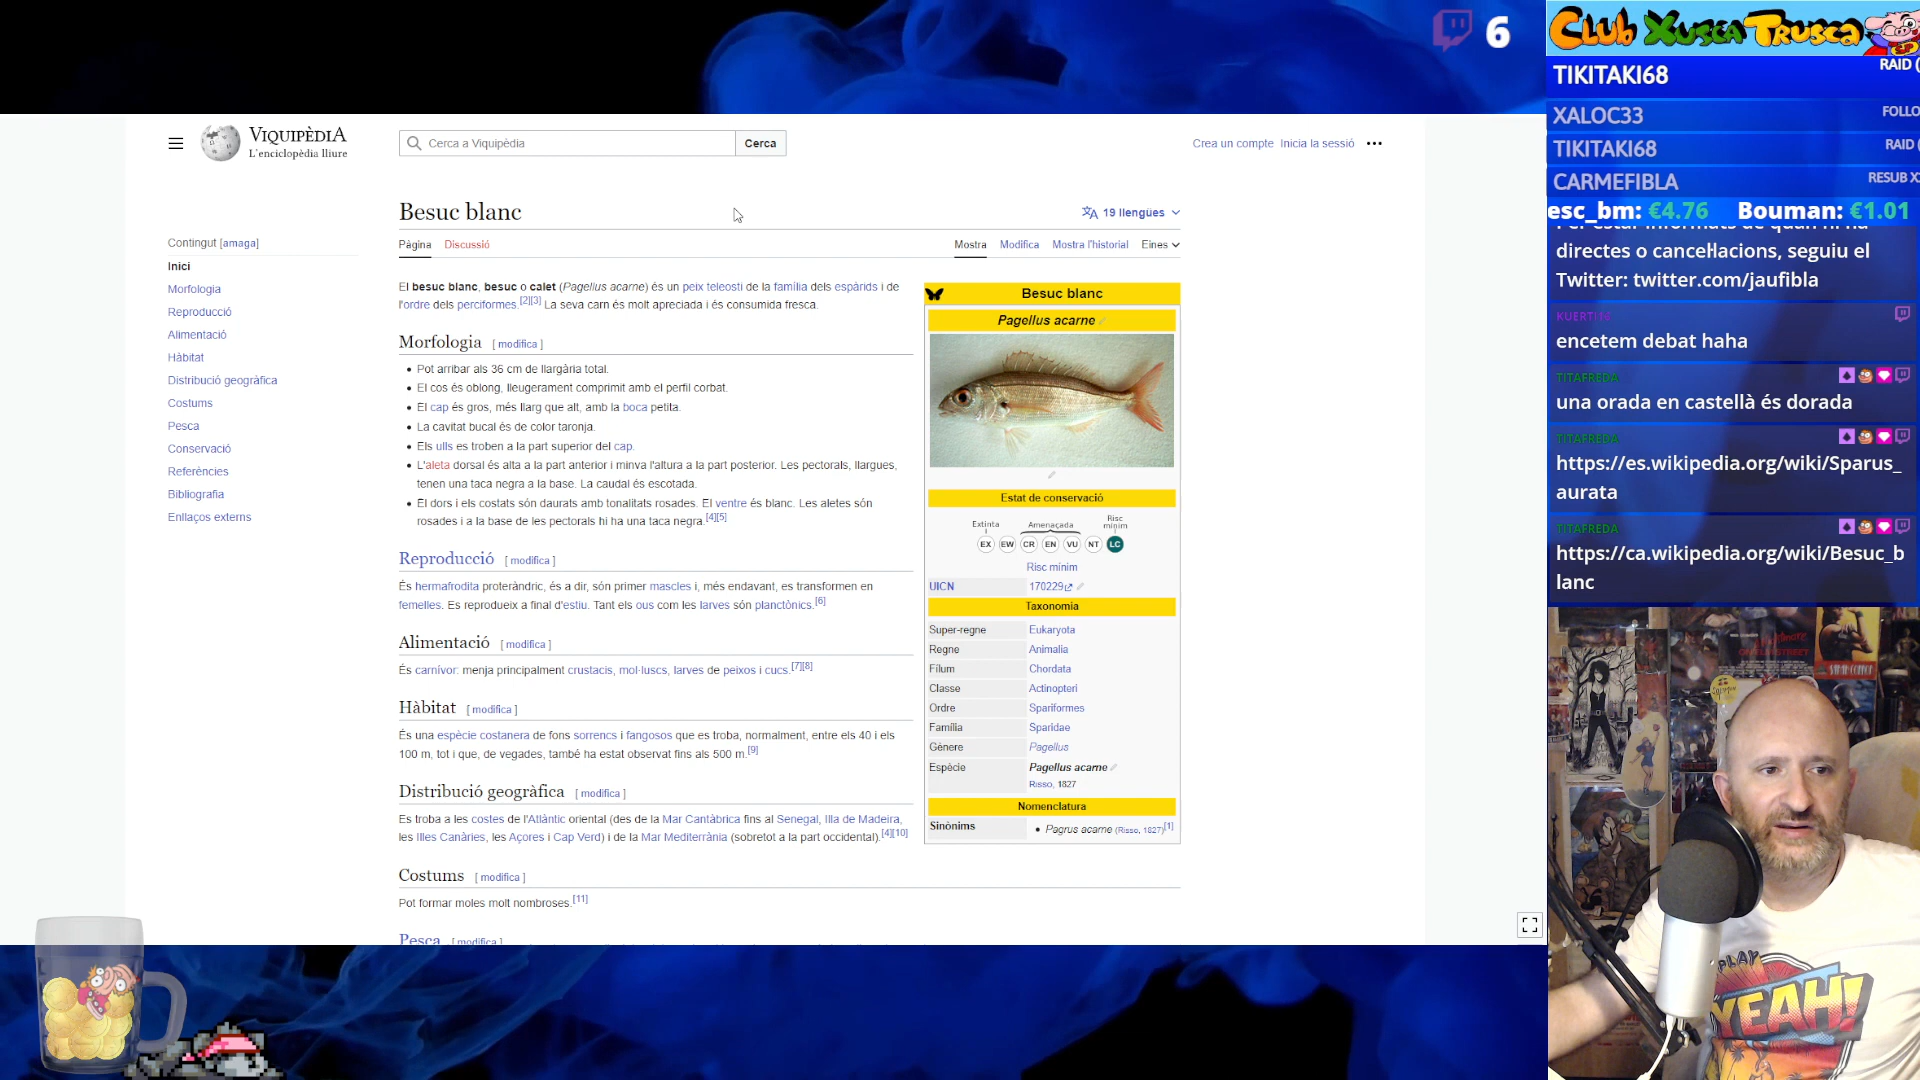 6
Club Xusca Trusca
TIKITAKI68 RAID (
XALOC33 FOLLO
TIKITAKI68 RAID (
CARMEFIBLA RESUB X
esc_bm: €4.76 Bouman: €1.01
directes o cancel·lacions, seguiu el
Twitter: twitter.com/jaufibla
encetem debat haha
TITAFREDA
una orada en castellà és dorada
TITAFREDA
https://es.wikipedia.org/wiki/Sparus_
aurata
TITAFREDA
https://ca.wikipedia.org/wiki/Besuc_b
lanc
VIQUIPÈDIA
L'enciclopèdia lliure
Cerca a Viquipèdia
Cerca
Crea un compte Inicia la sessió
Besuc blanc
19 llengües
Pàgina Discussió
Mostra Modifica Mostra l'historial Eines
Contingut [amaga]
Inici
Morfologia
Reproducció
Alimentació
Hàbitat
Distribució geogràfica
Costums
Pesca
Conservació
Referències
Bibliografia
Enllaços externs
El besuc blanc, besuc o calet (Pagellus acarne) és un peix teleosti de la família dels espàrids i de
l'ordre dels perciformes.[2][3] La seva carn és molt apreciada i és consumida fresca.
Morfologia [ modifica ]
• Pot arribar als 36 cm de llargària total.
• El cos és oblong, lleugerament comprimit amb el perfil corbat.
• El cap és gros, més llarg que alt, amb la boca petita.
• La cavitat bucal és de color taronja.
• Els ulls es troben a la part superior del cap.
• L'aleta dorsal és alta a la part anterior i minva l'altura a la part posterior. Les pectorals, llargues,
tenen una taca negra a la base. La caudal és escotada.
• El dors i els costats són daurats amb tonalitats rosades. El ventre és blanc. Les aletes són
rosades i a la base de les pectorals hi ha una taca negra.[4][5]
Reproducció [ modifica ]
És hermafrodita proteràndric, és a dir, són primer mascles i, més endavant, es transformen en
femelles. Es reprodueix a final d'estiu. Tant els ous com les larves són planctònics.[6]
Alimentació [ modifica ]
És carnívor: menja principalment crustacis, mol·luscs, larves de peixos i cucs.[7][8]
Hàbitat [ modifica ]
És una espècie costanera de fons sorrencs i fangosos que es troba, normalment, entre els 40 i els
100 m, tot i que, de vegades, també ha estat observat fins als 500 m.[9]
Distribució geogràfica [ modifica ]
Es troba a les costes de l'Atlàntic oriental (des de la Mar Cantàbrica fins al Senegal, Illa de Madeira,
les Illes Canàries, les Açores i Cap Verd) i de la Mar Mediterrània (sobretot a la part occidental).[4][10]
Costums [ modifica ]
Pot formar moles molt nombroses.[11]
Pesca [ modifica ]
Besuc blanc
Pagellus acarne
Estat de conservació
Extinta Amenaçada Risc mínim
EX EW CR EN VU NT LC
Risc mínim
UICN 170229
Taxonomia
Super-regne Eukaryota
Regne Animalia
Fílum Chordata
Classe Actinopteri
Ordre Spariformes
Família Sparidae
Gènere Pagellus
Espècie Pagellus acarne
Risso, 1827
Nomenclatura
Sinònims • Pagrus acarne (Risso, 1827)[1]
PLAY
YEAH!